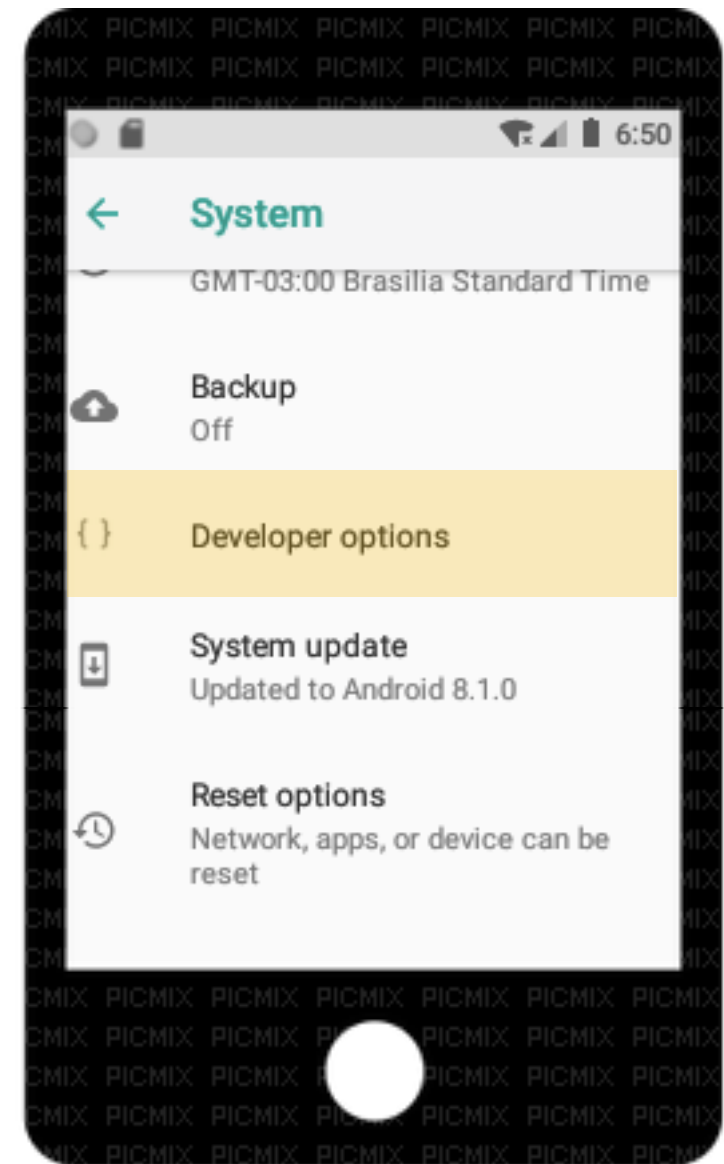 6:50
System
GMT-03:00 Brasilia Standard Time
Backup
Off
{ } Developer options
System update
Updated to Android 8.1.0
Reset options
Network, apps, or device can be
reset
PICMIX